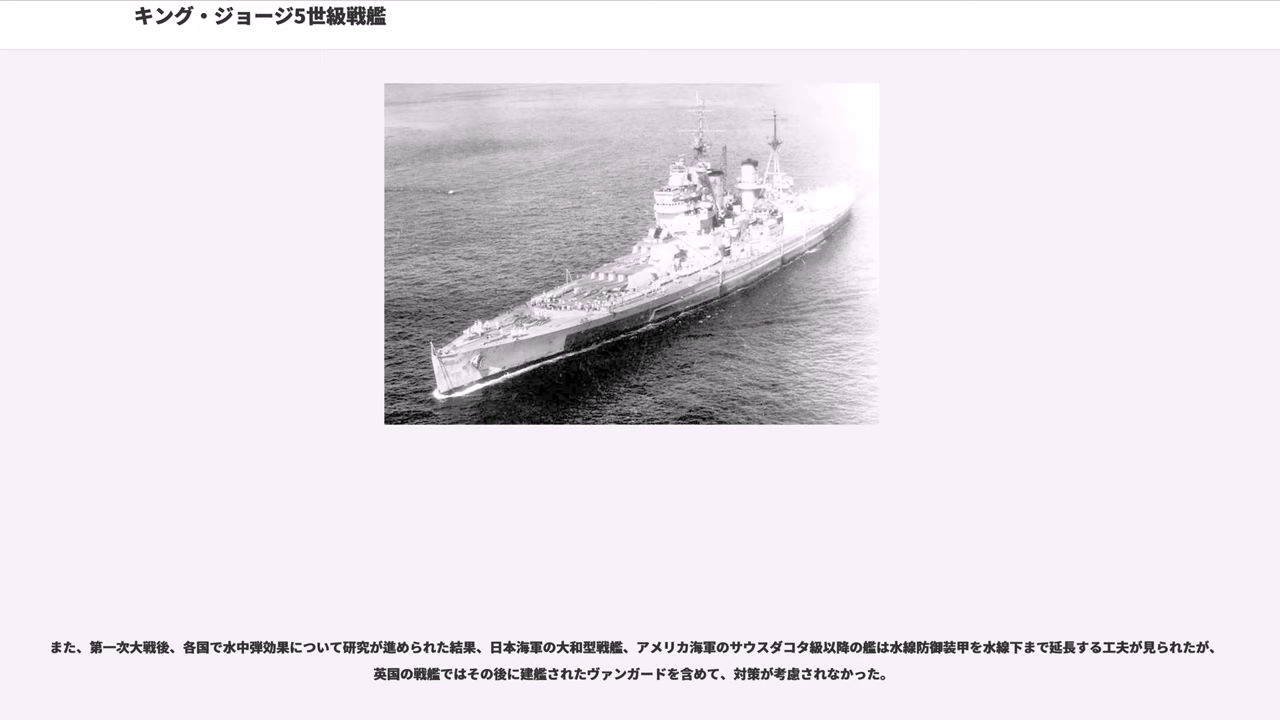 キング・ジョージ5世級戦艦
また、第一次大戦後、各国で水中弾効果について研究が進められた結果、日本海軍の大和型戦艦、アメリカ海軍のサウスダコタ級以降の艦は水線防御装甲を水線下まで延長する工夫が見られたが、
英国の戦艦ではその後に建艦されたヴァンガードを含めて、対策が考慮されなかった。